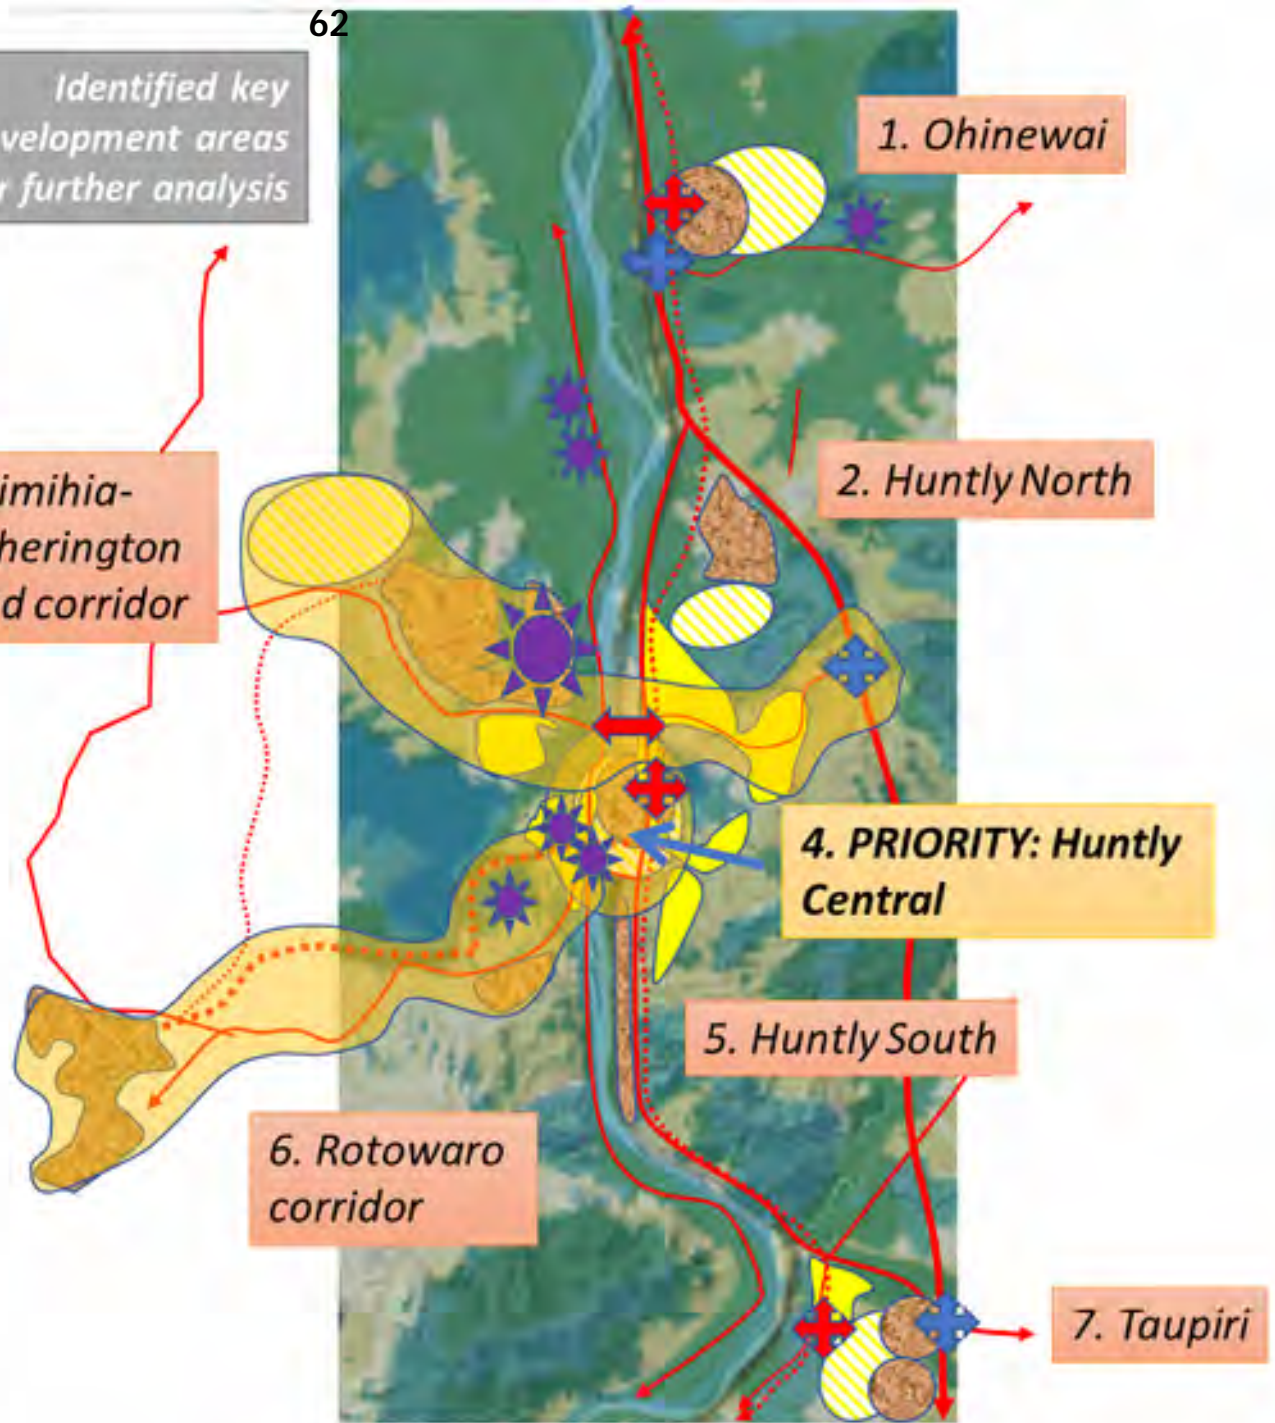 62
Identified key
velopment areas
further analysis
1. Ohinewai
2. Huntly North
imihia-
herington
d corridor
4. PRIORITY: Huntly
Central
5. Huntly South
6. Rotowaro
corridor
7. Taupiri